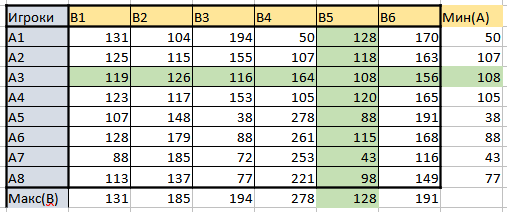 Игроки B1 B2 B3 B4 B5 B6 Мин(A)
A1 131 104 194 50 128 170 50
A2 125 115 155 107 118 163 107
A3 119 126 116 164 108 156 108
A4 123 117 153 105 120 165 105
A5 107 148 38 278 88 191 38
A6 128 179 88 261 115 168 88
A7 88 185 72 253 43 116 43
A8 113 137 77 221 98 149 77
Макс(B) 131 185 194 278 128 191